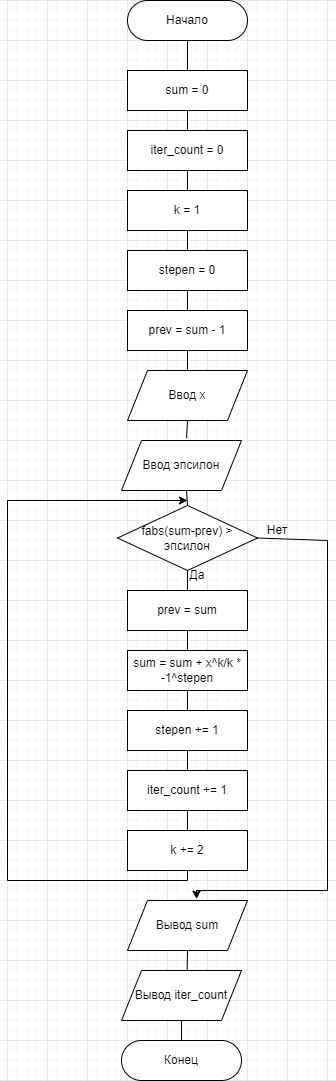 Начало
sum = 0
iter_count = 0
k = 1
stepen = 0
prev = sum - 1
Ввод x
Ввод эпсилон
fabs(sum-prev) >
эпсилон
Нет
Да
prev = sum
sum = sum + x^k/k *
-1^stepen
stepen += 1
iter_count += 1
k += 2
Вывод sum
Вывод iter_count
Конец